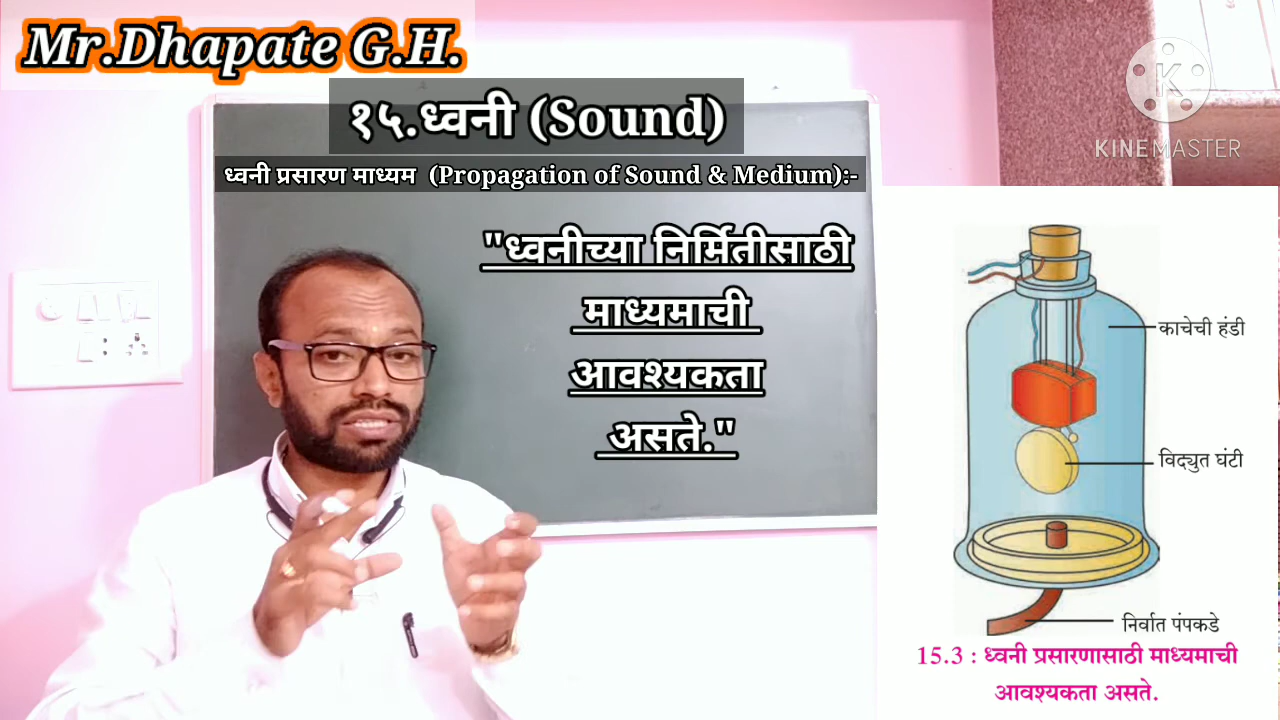 Mr.Dhapate G.H.
१५.ध्वनी (Sound)
ध्वनी प्रसारण माध्यम (Propagation of Sound & Medium):-
"ध्वनीच्या निर्मितीसाठी
माध्यमाची
आवश्यकता
असते."
K
KINEMASTER
काचेची हंडी
विद्युत घंटी
निर्वात पंपकडे
15.3 : ध्वनी प्रसारणासाठी माध्यमाची
आवश्यकता असते.